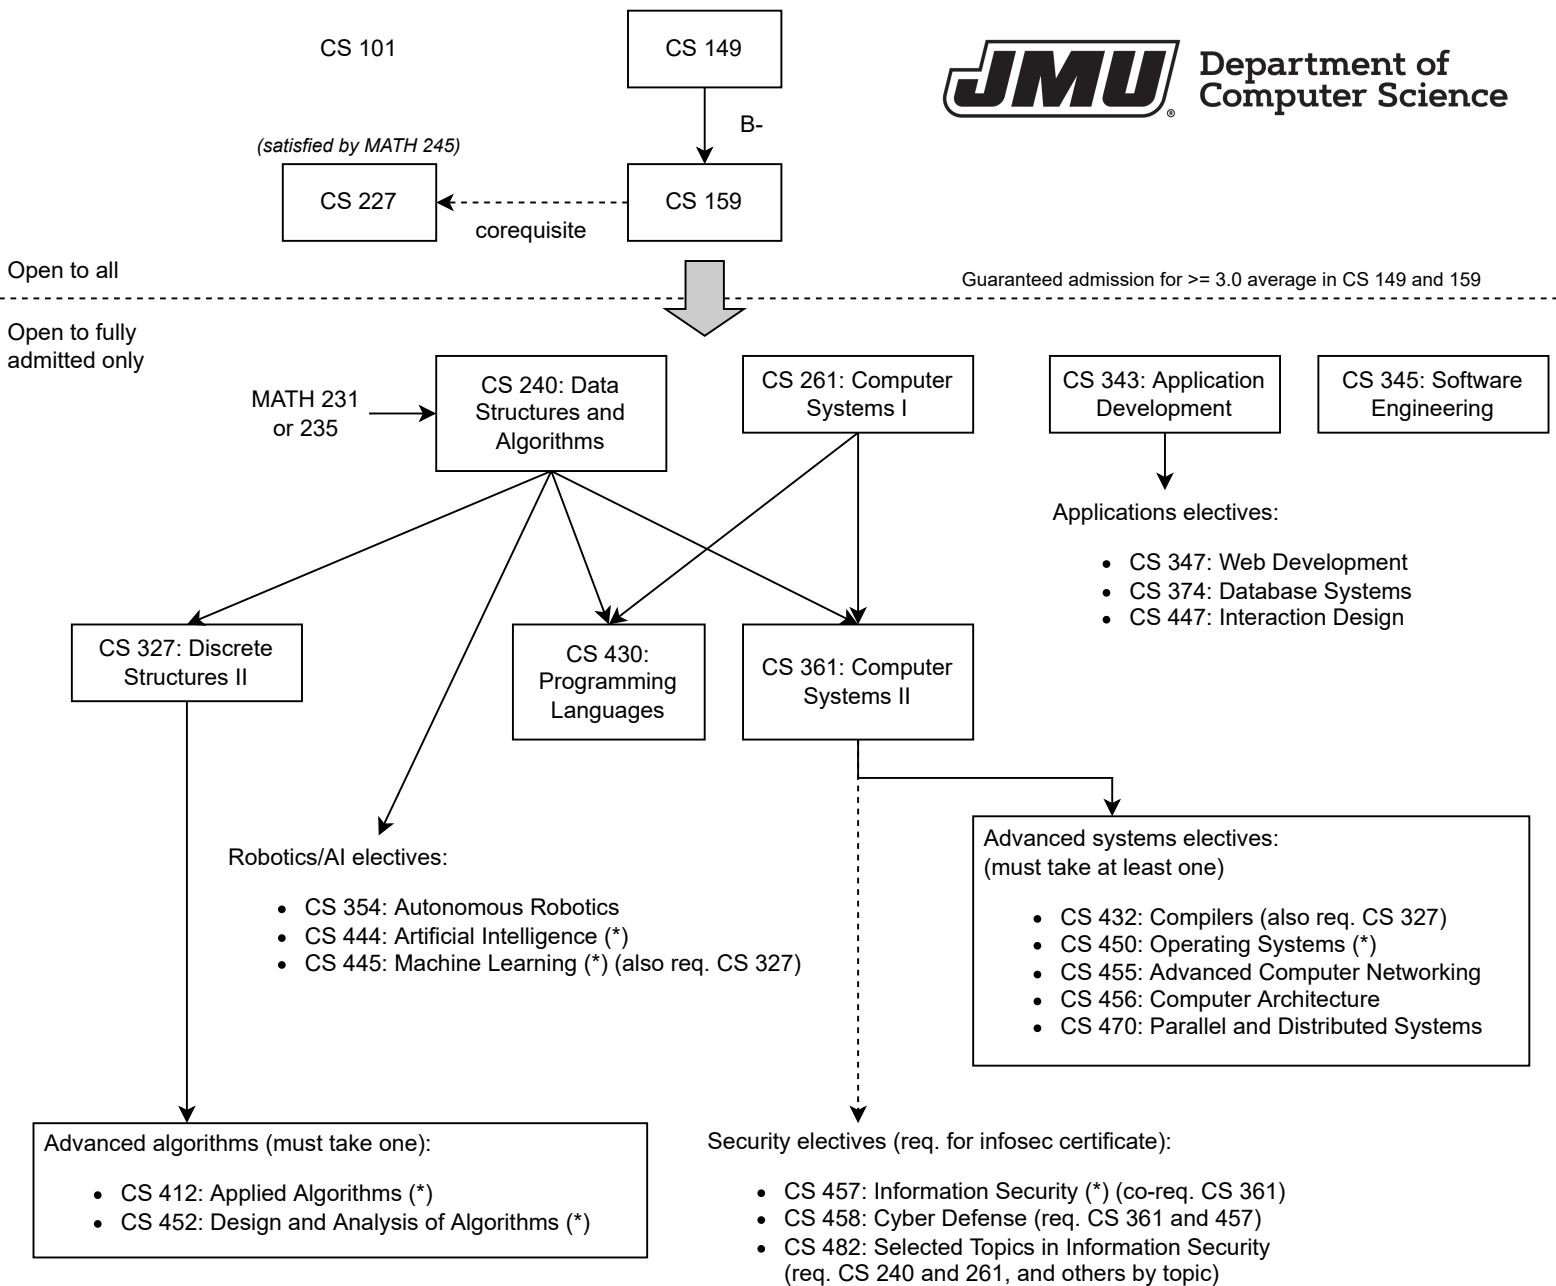 CS 101
CS 149
JMU
®
Department of
Computer Science
B-
(satisfied by MATH 245)
CS 227
CS 159
corequisite
Open to all
Guaranteed admission for >= 3.0 average in CS 149 and 159
Open to fully
admitted only
MATH 231
or 235
CS 240: Data
Structures and
Algorithms
CS 261: Computer
Systems I
CS 343: Application
Development
CS 345: Software
Engineering
Applications electives:
• CS 347: Web Development
• CS 374: Database Systems
• CS 447: Interaction Design
CS 327: Discrete
Structures II
CS 430:
Programming
Languages
CS 361: Computer
Systems II
Robotics/AI electives:
• CS 354: Autonomous Robotics
• CS 444: Artificial Intelligence (*)
• CS 445: Machine Learning (*) (also req. CS 327)
Advanced systems electives:
(must take at least one)
• CS 432: Compilers (also req. CS 327)
• CS 450: Operating Systems (*)
• CS 455: Advanced Computer Networking
• CS 456: Computer Architecture
• CS 470: Parallel and Distributed Systems
Advanced algorithms (must take one):
• CS 412: Applied Algorithms (*)
• CS 452: Design and Analysis of Algorithms (*)
Security electives (req. for infosec certificate):
• CS 457: Information Security (*) (co-req. CS 361)
• CS 458: Cyber Defense (req. CS 361 and 457)
• CS 482: Selected Topics in Information Security
(req. CS 240 and 261, and others by topic)